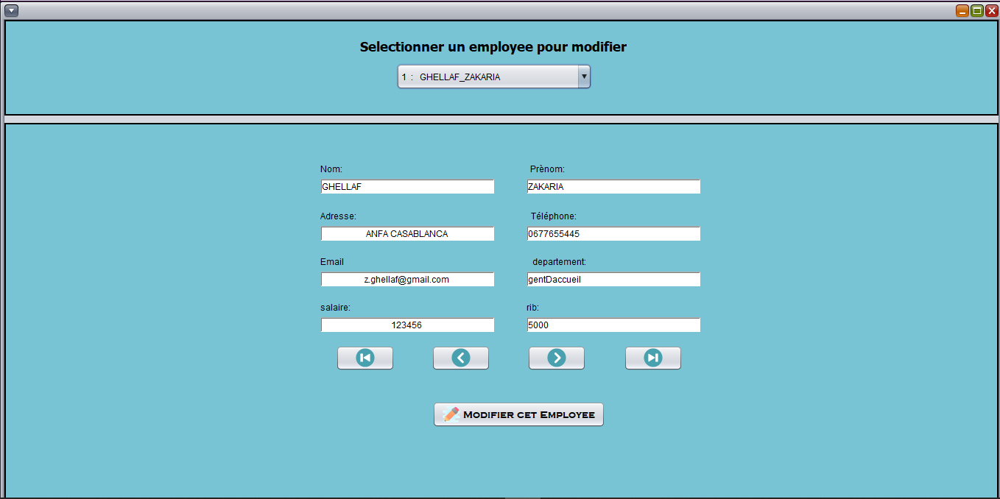 Selectionner un employee pour modifier
1 : GHELLAF_ZAKARIA
Nom: Prènom:
GHELLAF ZAKARIA
Adresse: Téléphone:
ANFA CASABLANCA 0677655445
Email departement:
z.ghellaf@gmail.com gentDaccueil
salaire: rib:
123456 5000
Modifier cet Employee